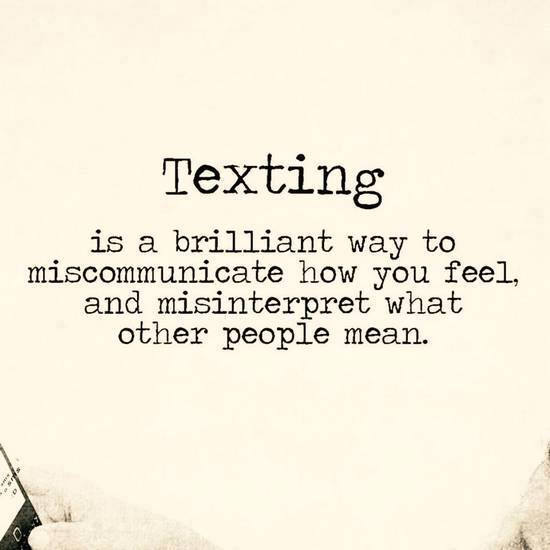 Texting
is a brilliant way to
miscommunicate how you feel,
and misinterpret what
other people mean.